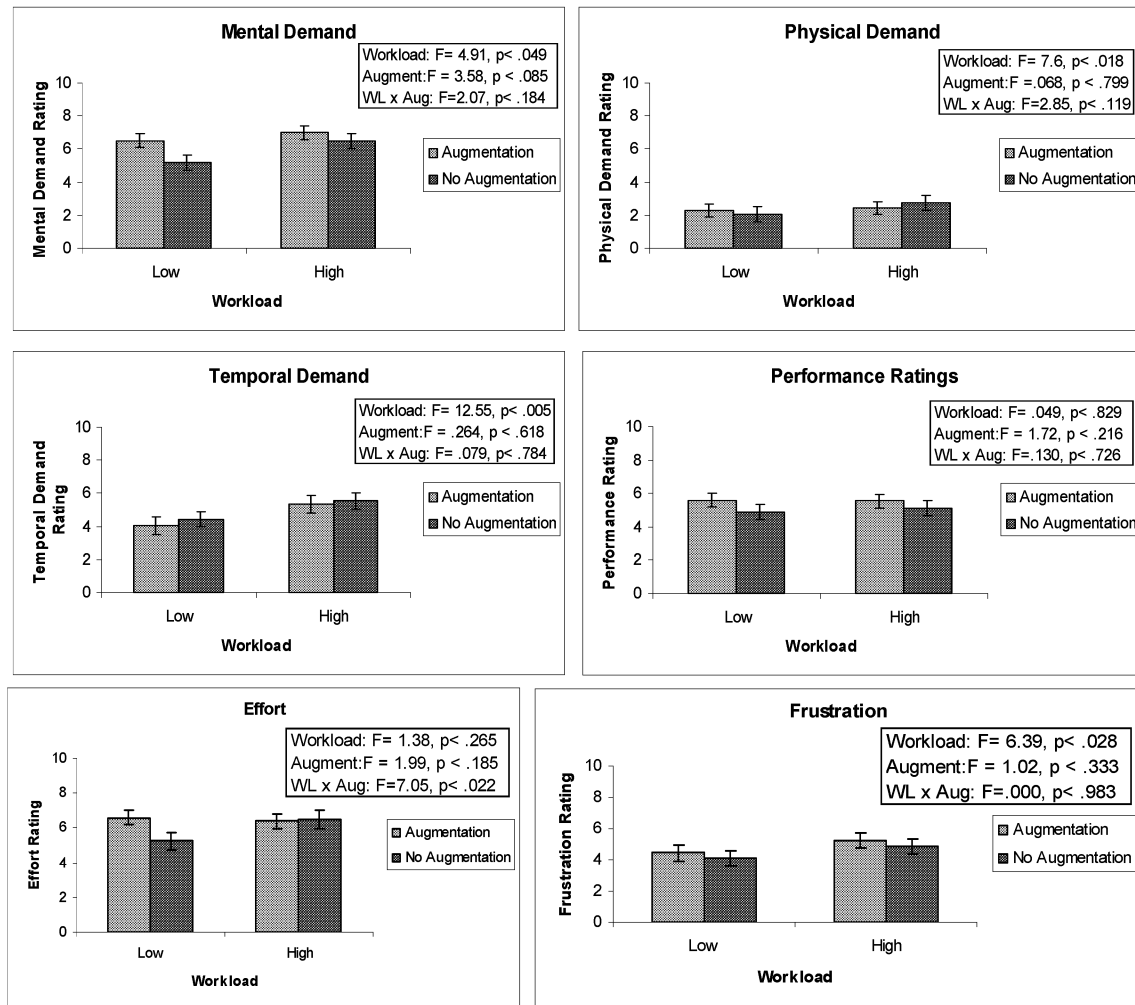 Mental Demand
Workload: F= 4.91, p< .049
Augment:F = 3.58, p < .085
WL x Aug: F=2.07, p< .184
Mental Demand Rating
10
8
6
4
2
0
Low
High
Workload
Augmentation
No Augmentation
Physical Demand
Workload: F= 7.6, p< .018
Augment:F =.068, p < .799
WL x Aug: F=2.85, p< .119
Physical Demand Rating
10
8
6
4
2
0
Low
High
Workload
Augmentation
No Augmentation
Temporal Demand
Workload: F= 12.55, p< .005
Augment:F = .264, p < .618
WL x Aug: F= .079, p< .784
Temporal Demand
Rating
10
8
6
4
2
0
Low
High
Workload
Augmentation
No Augmentation
Performance Ratings
Workload: F= .049, p< .829
Augment:F = 1.72, p < .216
WL x Aug: F=.130, p< .726
Performance Rating
10
8
6
4
2
0
Low
High
Workload
Augmentation
No Augmentation
Effort
Workload: F= 1.38, p< .265
Augment:F = 1.99, p < .185
WL x Aug: F=7.05, p< .022
Effort Rating
10
8
6
4
2
0
Low
High
Workload
Augmentation
No Augmentation
Frustration
Workload: F= 6.39, p< .028
Augment:F = 1.02, p < .333
WL x Aug: F=.000, p< .983
Frustration Rating
10
8
6
4
2
0
Low
High
Workload
Augmentation
No Augmentation